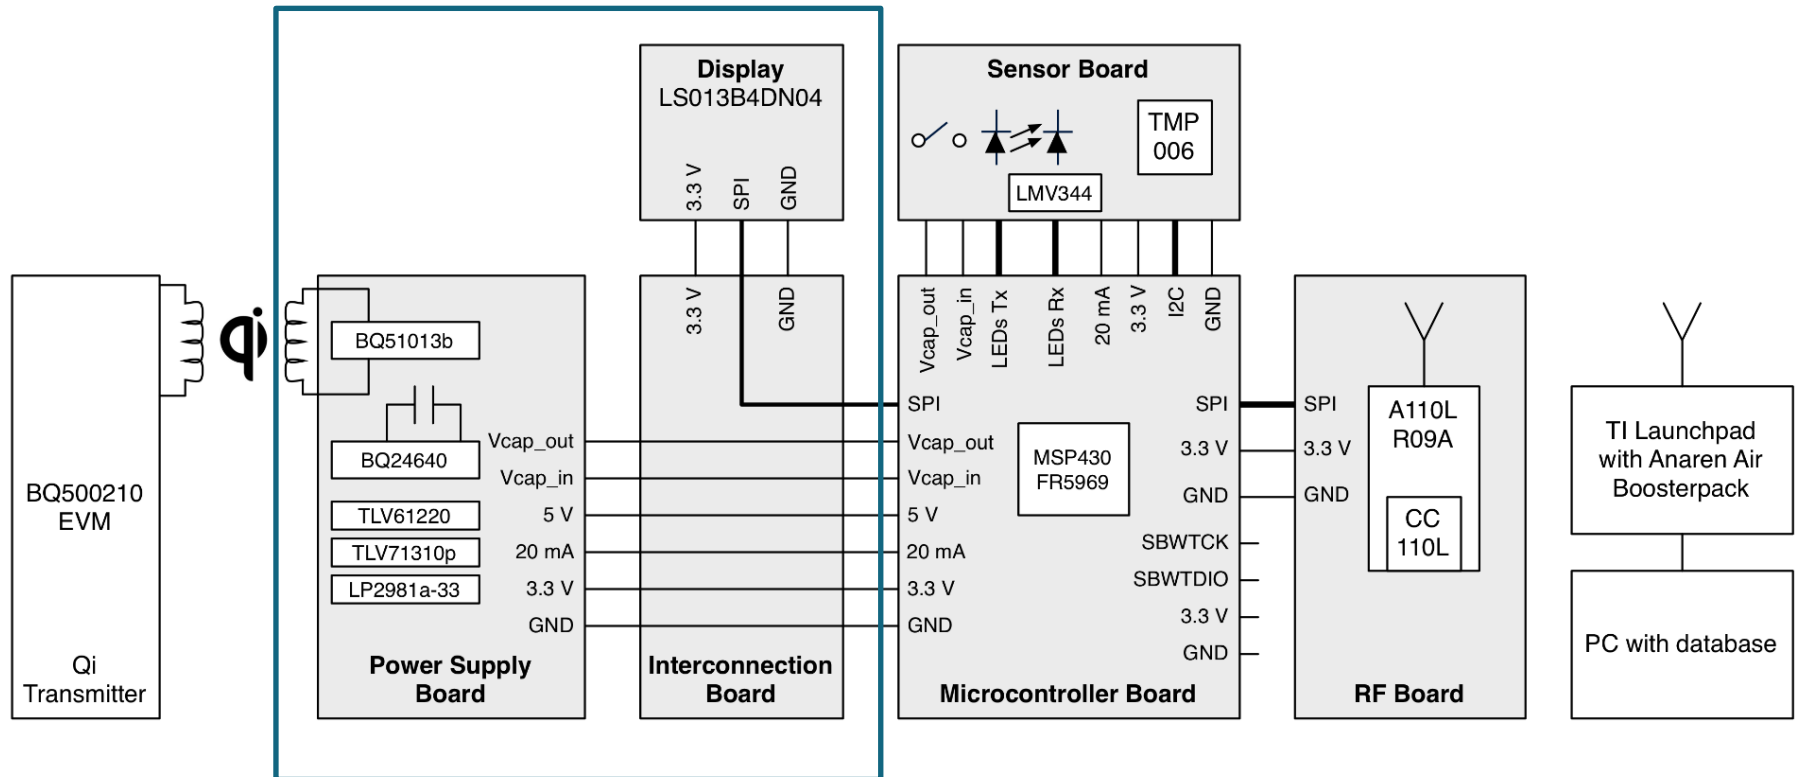 BQ500210
EVM
Qi
Transmitter
qi
BQ51013b
BQ24640
TLV61220
TLV71310p
LP2981a-33
Vcap_out
Vcap_in
5 V
20 mA
3.3 V
GND
Power Supply
Board
Display
LS013B4DN04
3.3 V
SPI
GND
3.3 V
GND
Interconnection
Board
Sensor Board
TMP
006
LMV344
Vcap_out
Vcap_in
LEDs Tx
LEDs Rx
20 mA
3.3 V
I2C
GND
SPI
Vcap_out
Vcap_in
5 V
20 mA
3.3 V
GND
MSP430
FR5969
SPI
3.3 V
GND
SBWTCK
SBWTDIO
3.3 V
GND
Microcontroller Board
SPI
3.3 V
GND
A110L
R09A
CC
110L
RF Board
TI Launchpad
with Anaren Air
Boosterpack
PC with database